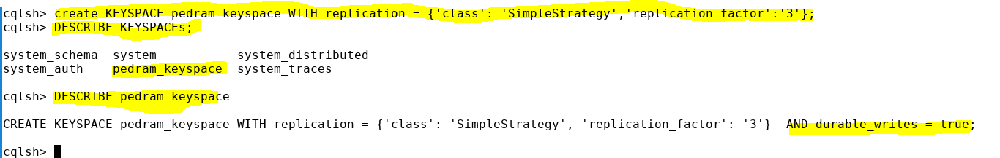 cqlsh> create KEYSPACE pedram_keyspace WITH replication = {'class': 'SimpleStrategy','replication_factor':'3'};
cqlsh> DESCRIBE KEYSPACEs;
system_schema  system           system_distributed
system_auth    pedram_keyspace  system_traces
cqlsh> DESCRIBE pedram_keyspace
CREATE KEYSPACE pedram_keyspace WITH replication = {'class': 'SimpleStrategy', 'replication_factor': '3'}  AND durable_writes = true;
cqlsh>